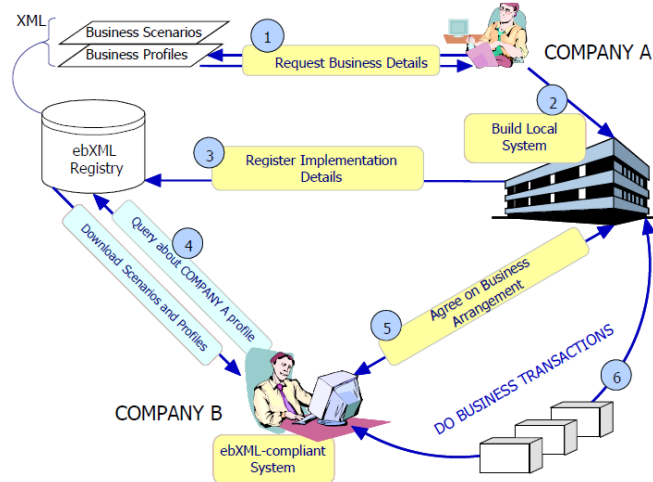 XML
Business Scenarios
Business Profiles
1
Request Business Details
COMPANY A
2
Build Local
System
ebXML
Registry
3
Register Implementation
Details
4
Query about COMPANY A profile
Download Scenarios and Profiles
5
Agree on Business
Arrangement
6
DO BUSINESS TRANSACTIONS
COMPANY B
ebXML-compliant
System